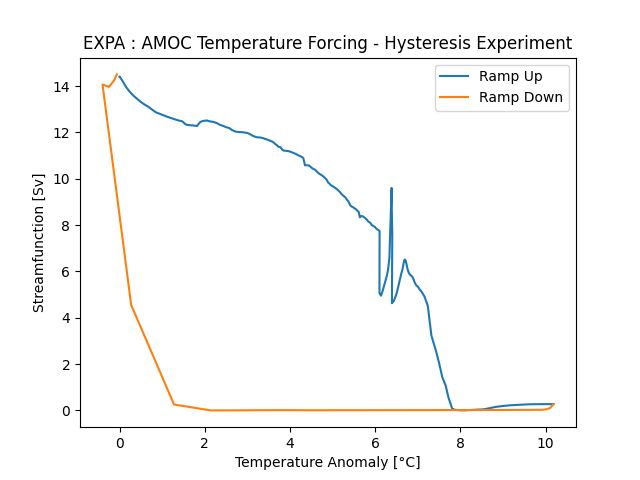 EXPA : AMOC Temperature Forcing - Hysteresis Experiment
Ramp Up
Ramp Down
Streamfunction [Sv]
14
12
10
8
6
4
2
0
0 2 4 6 8 10
Temperature Anomaly [°C]